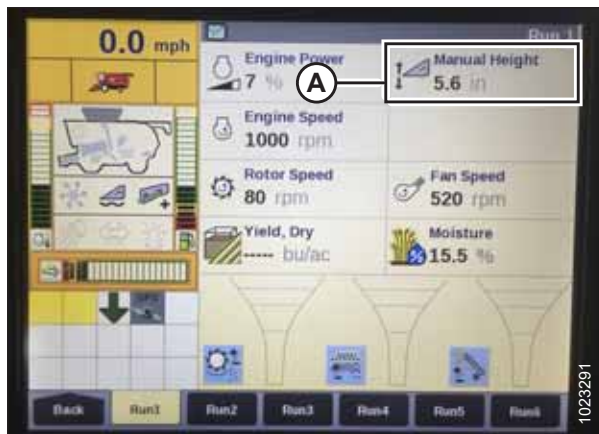 0.0 mph
Run 1
Engine Power
7 %
A
Manual Height
5.6 in
Engine Speed
1000 rpm
Rotor Speed
80 rpm
Fan Speed
520 rpm
Yield, Dry
----- bu/ac
Moisture
%
15.5 %
Back
Run1
Run2
Run3
Run4
Run5
Run6
1023291